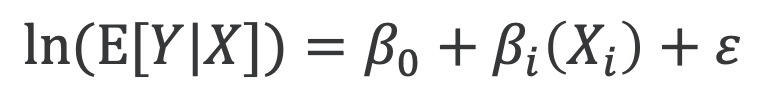 ln(E[Y|X]) = β₀ + βᵢ(Xᵢ) + ε